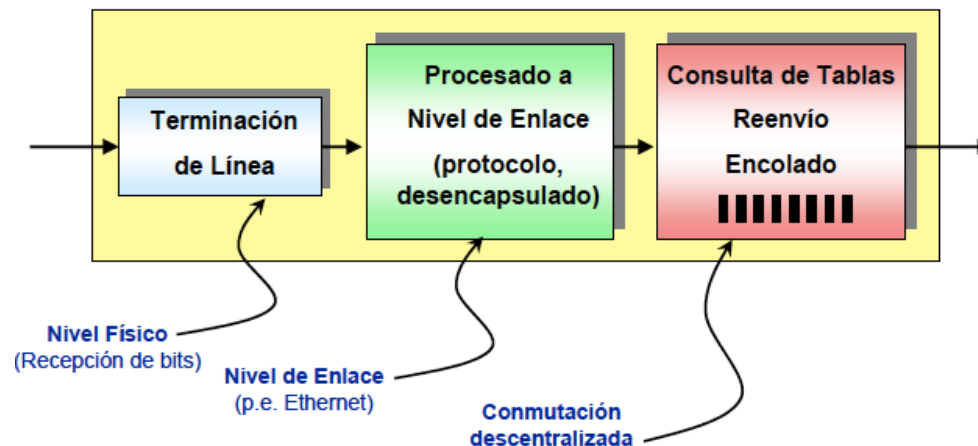 Terminación
de Línea
Procesado a
Nivel de Enlace
(protocolo,
desencapsulado)
Consulta de Tablas
Reenvío
Encolado
Nivel Físico
(Recepción de bits)
Nivel de Enlace
(p.e. Ethernet)
Conmutación
descentralizada